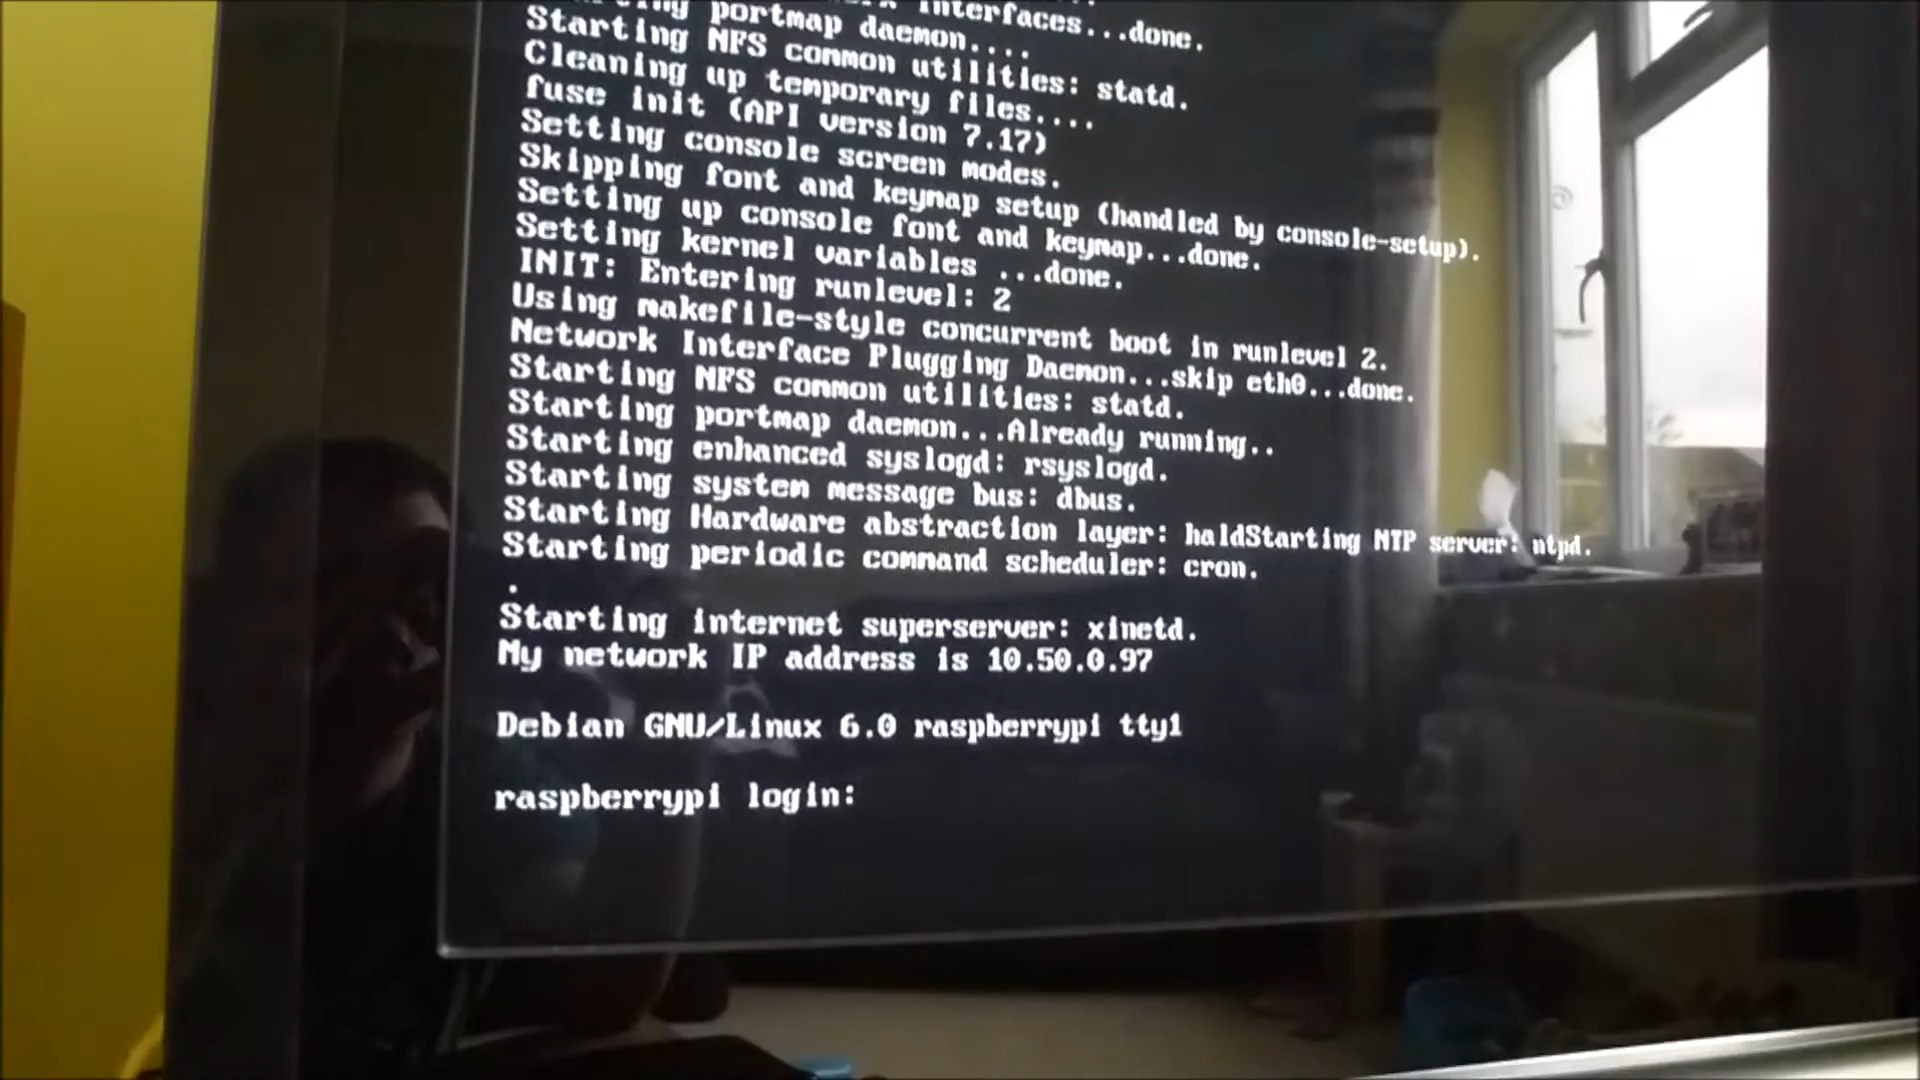 interfaces...done.
portmap daemon....
Starting NFS common utilities: statd.
Cleaning up temporary files....
fuse init (API version 7.17)
Setting console screen modes.
Skipping font and keymap setup (handled by console-setup).
Setting up console font and keymap...done.
Setting kernel variables ...done.
INIT: Entering runlevel: 2
Using makefile-style concurrent boot in runlevel 2.
Network Interface Plugging Daemon...skip eth0...done.
Starting NFS common utilities: statd.
Starting portmap daemon...Already running..
Starting enhanced syslogd: rsyslogd.
Starting system message bus: dbus.
Starting Hardware abstraction layer: haldStarting NTP server: ntpd.
Starting periodic command scheduler: cron.
.
Starting internet superserver: xinetd.
My network IP address is 10.50.0.97
Debian GNU/Linux 6.0 raspberrypi tty1
raspberrypi login: